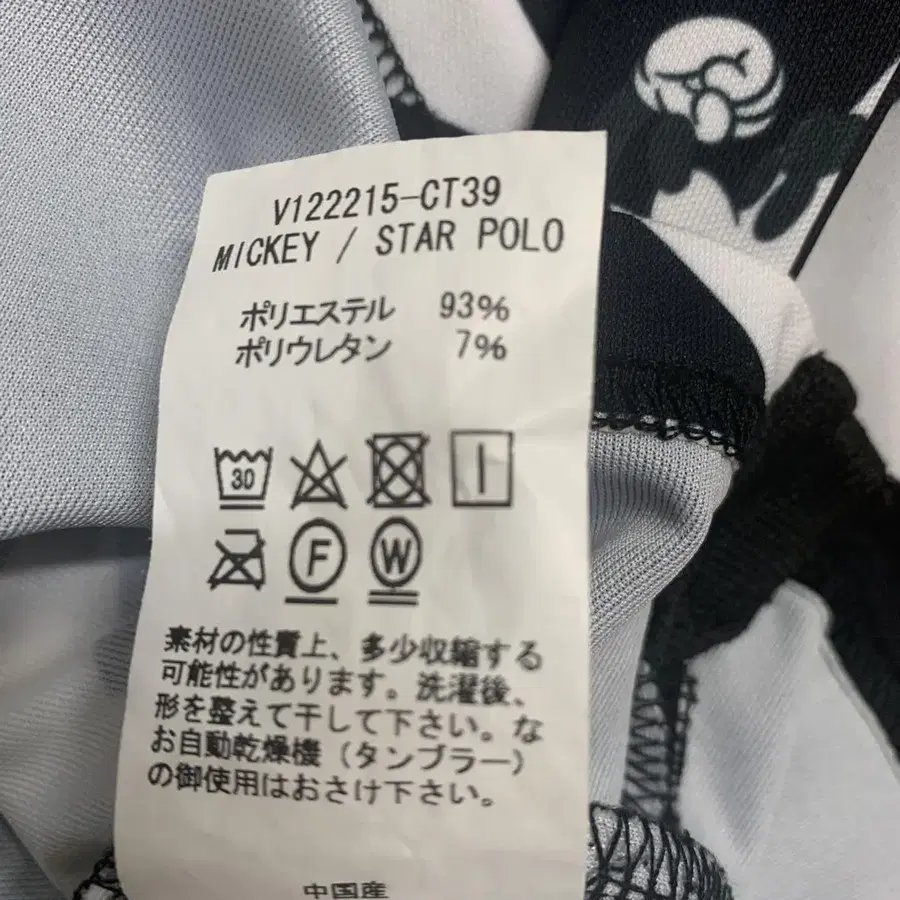 V122215-CT39
MICKEY / STAR POLO
ポリエステル 93%
ポリウレタン 7%
30
F
W
素材の性質上、多少収縮する
可能性があります。洗濯後、
形を整えて干して下さい。な
お自動乾燥機（タンブラー）
の御使用はおさけ下さい。
中国産